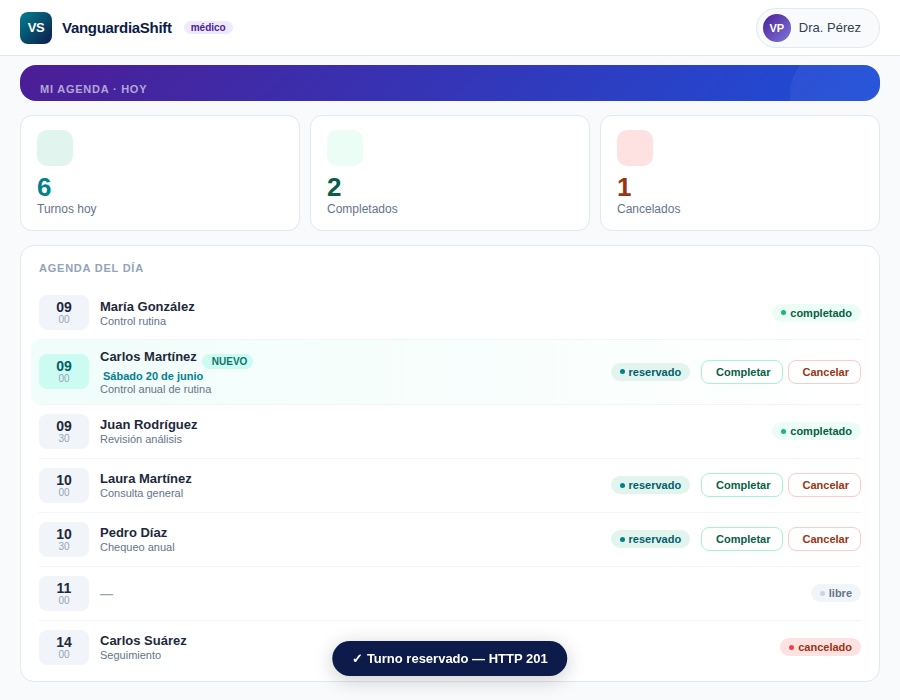 VS VanguardiaShift médico
VP Dra. Pérez
MI AGENDA · HOY
6
Turnos hoy
2
Completados
1
Cancelados
AGENDA DEL DÍA
09
00
María González
Control rutina
completado
09
00
Carlos Martínez NUEVO
Sábado 20 de junio
Control anual de rutina
reservado Completar Cancelar
09
30
Juan Rodríguez
Revisión análisis
completado
10
00
Laura Martínez
Consulta general
reservado Completar Cancelar
10
30
Pedro Díaz
Chequeo anual
reservado Completar Cancelar
11
00
—
libre
14
00
Carlos Suárez
Seguimiento
cancelado
✓ Turno reservado — HTTP 201